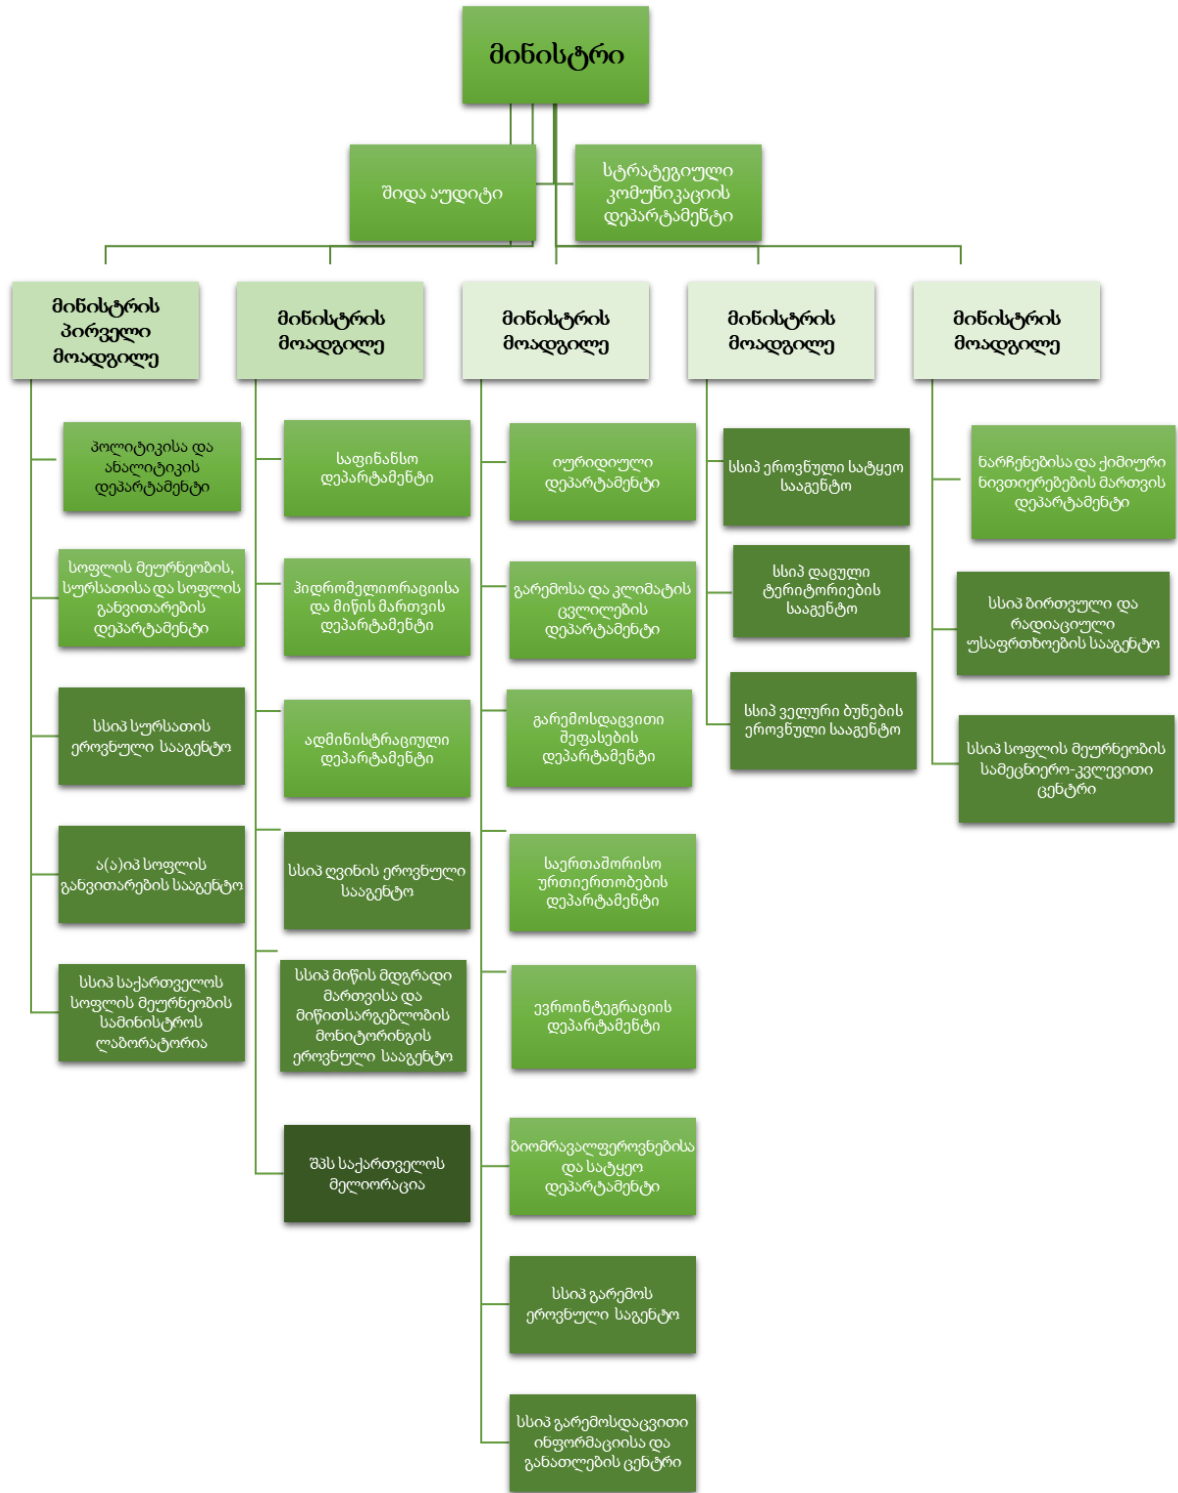 მინისტრი
შიდა აუდიტი
სტრატეგიული
კომუნიკაციის
დეპარტამენტი
მინისტრის
პირველი
მოადგილე
პოლიტიკისა და
ანალიტიკის
დეპარტამენტი
სოფლის მეურნეობის,
სურსათისა და სოფლის
განვითარების
დეპარტამენტი
სსიპ სურსათის
ეროვნული სააგენტო
ა(ა)იპ სოფლის
განვითარების სააგენტო
სსიპ საქართველოს
სოფლის მეურნეობის
სამინისტროს
ლაბორატორია
მინისტრის
მოადგილე
საფინანსო
დეპარტამენტი
ჰიდრომელიორაციისა
და მიწის მართვის
დეპარტამენტი
ადმინისტრაციული
დეპარტამენტი
სსიპ ღვინის ეროვნული
სააგენტო
სსიპ მიწის მდგრადი
მართვისა და
მიწითსარგებლობის
მონიტორინგის
ეროვნული სააგენტო
შპს საქართველოს
მელიორაცია
მინისტრის
მოადგილე
იურიდიული
დეპარტამენტი
გარემოსა და კლიმატის
ცვლილების
დეპარტამენტი
გარემოსდაცვითი
შეფასების
დეპარტამენტი
საერთაშორისო
ურთიერთობების
დეპარტამენტი
ევროინტეგრაციის
დეპარტამენტი
ბიომრავალფეროვნებისა
და სატყეო
დეპარტამენტი
სსიპ გარემოს
ეროვნული საგენტო
სსიპ გარემოსდაცვითი
ინფორმაციისა და
განათლების ცენტრი
მინისტრის
მოადგილე
სსიპ ეროვნული სატყეო
სააგენტო
სსიპ დაცული
ტერიტორიების
სააგენტო
სსიპ ველური ბუნების
ეროვნული სააგენტო
მინისტრის
მოადგილე
ნარჩენებისა და ქიმიური
ნივთიერებების მართვის
დეპარტამენტი
სსიპ ბირთვული და
რადიაციული
უსაფრთხოების სააგენტო
სსიპ სოფლის მეურნეობის
სამეცნიერო-კვლევითი
ცენტრი